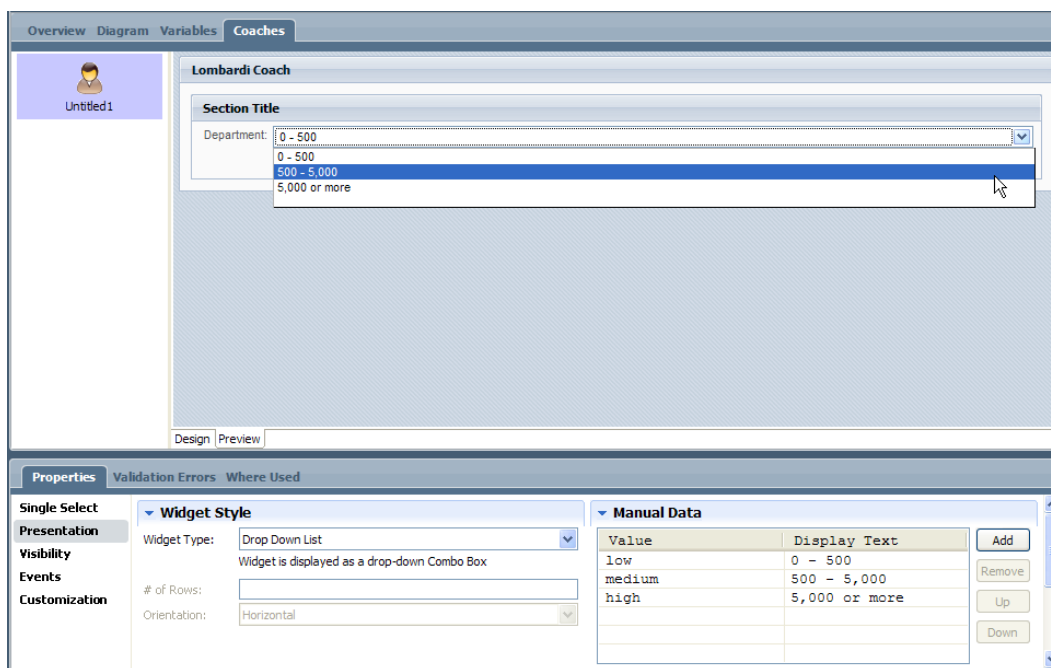 Overview Diagram Variables Coaches
Untitled1
Lombardi Coach
Section Title
Department: 0 - 500
0 - 500
500 - 5,000
5,000 or more
Design Preview
Properties Validation Errors Where Used
Single Select
Presentation
Visibility
Events
Customization
Widget Style
Widget Type: Drop Down List
Widget is displayed as a drop-down Combo Box
# of Rows:
Orientation: Horizontal
Manual Data
Value Display Text
low 0 - 500
medium 500 - 5,000
high 5,000 or more
Add
Remove
Up
Down